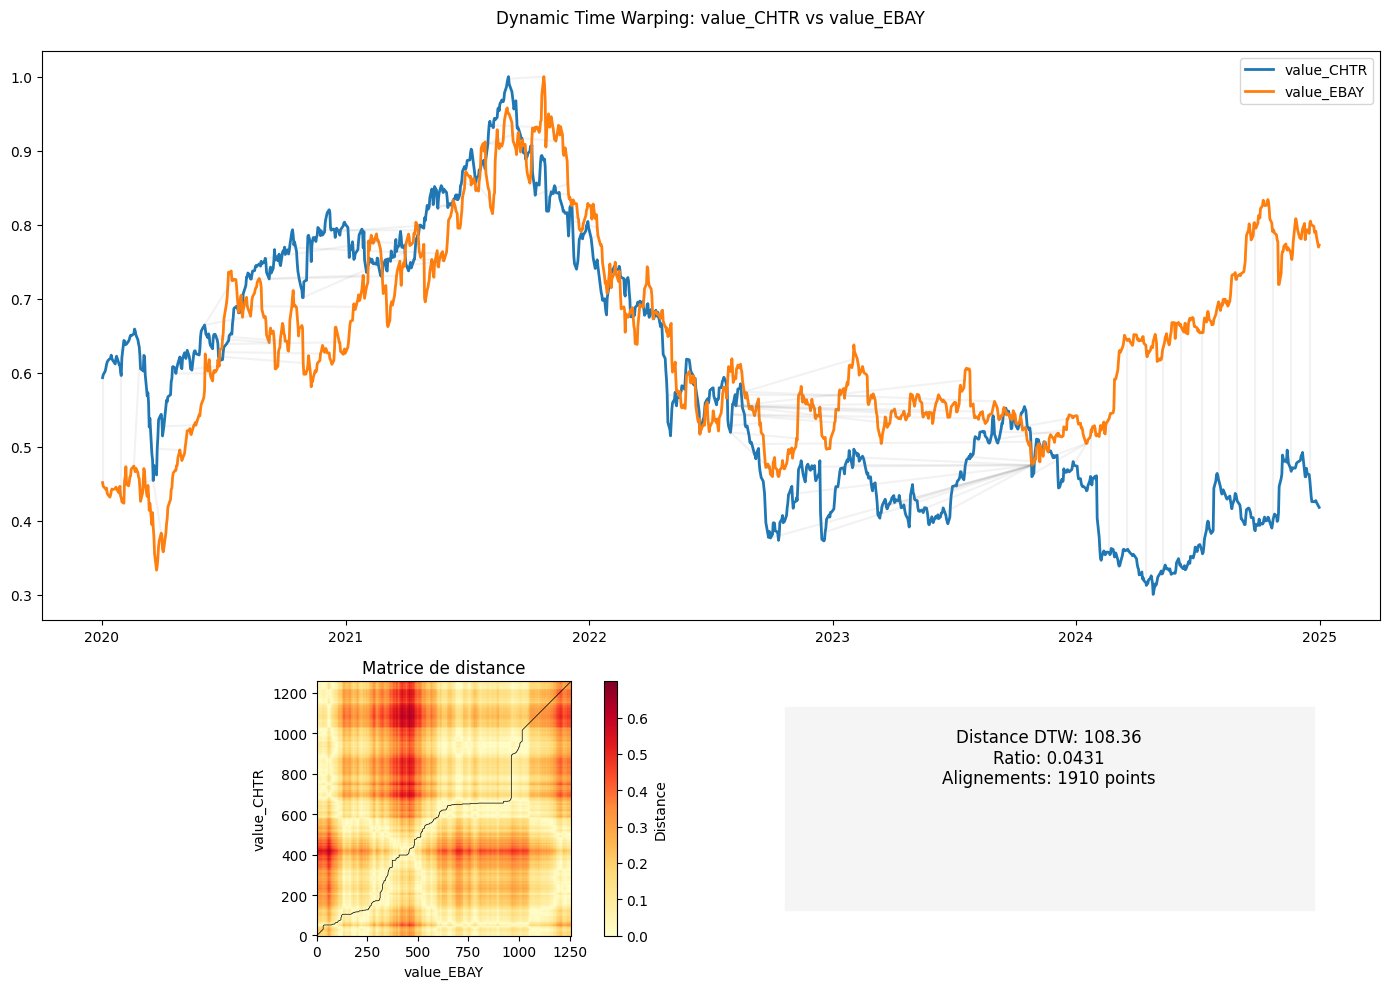 Dynamic Time Warping: value_CHTR vs value_EBAY
value_CHTR
value_EBAY
1.0
0.9
0.8
0.7
0.6
0.5
0.4
0.3
2020 2021 2022 2023 2024 2025
Matrice de distance
value_CHTR
1200
1000
800
600
400
200
0
0 250 500 750 1000 1250
value_EBAY
0.6
0.5
0.4
0.3
0.2
0.1
0.0
Distance
Distance DTW: 108.36
Ratio: 0.0431
Alignements: 1910 points